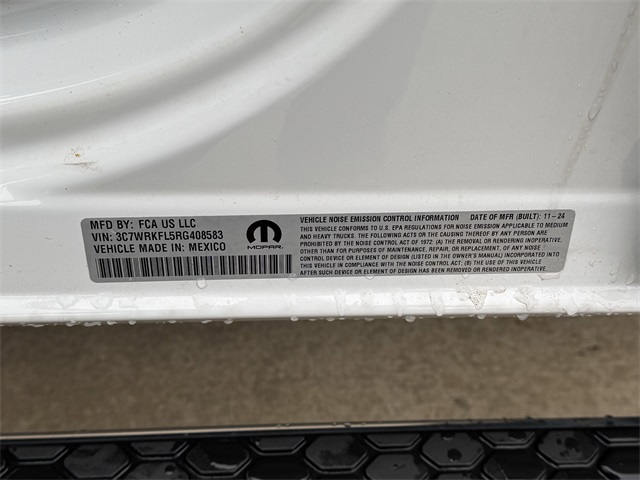 MFD BY: FCA US LLC
VIN: 3C7WRKFL5RG408583
VEHICLE MADE IN: MEXICO
MOPAR
VEHICLE NOISE EMISSION CONTROL INFORMATION DATE OF MFR (BUILT): 11-24
THIS VEHICLE CONFORMS TO U.S. EPA REGULATIONS FOR NOISE EMISSION APPLICABLE TO MEDIUM
AND HEAVY TRUCKS. THE FOLLOWING ACTS OR THE CAUSING THEREOF BY ANY PERSON ARE
PROHIBITED BY THE NOISE CONTROL ACT OF 1972: (A) THE REMOVAL OR RENDERING INOPERATIVE,
OTHER THAN FOR PURPOSES OF MAINTENANCE, REPAIR, OR REPLACEMENT, OF ANY NOISE
CONTROL DEVICE OR ELEMENT OF DESIGN (LISTED IN THE OWNER'S MANUAL) INCORPORATED INTO
THIS VEHICLE IN COMPLIANCE WITH THE NOISE CONTROL ACT; (B) THE USE OF THIS VEHICLE
AFTER SUCH DEVICE OR ELEMENT OF DESIGN HAS BEEN REMOVED OR RENDERED INOPERATIVE.